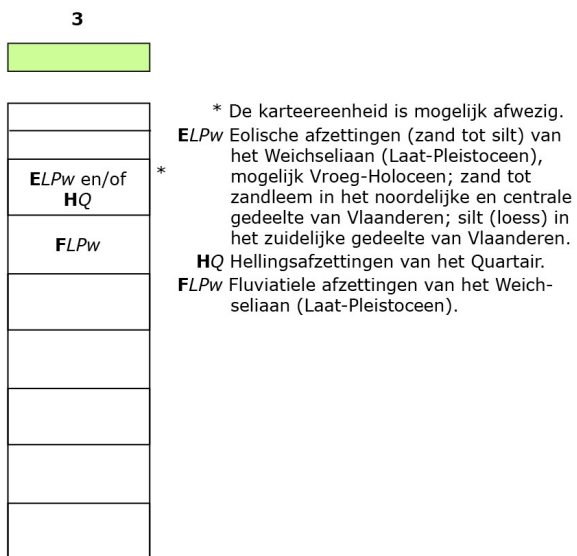 3
ELPw en/of *
HQ
FLPw
* De karteereenheid is mogelijk afwezig.
ELPw Eolische afzettingen (zand tot silt) van
het Weichseliaan (Laat-Pleistoceen),
mogelijk Vroeg-Holoceen; zand tot
zandleem in het noordelijke en centrale
gedeelte van Vlaanderen; silt (loess) in
het zuidelijke gedeelte van Vlaanderen.
HQ Hellingsafzettingen van het Quartair.
FLPw Fluviatiele afzettingen van het Weich-
seliaan (Laat-Pleistoceen).